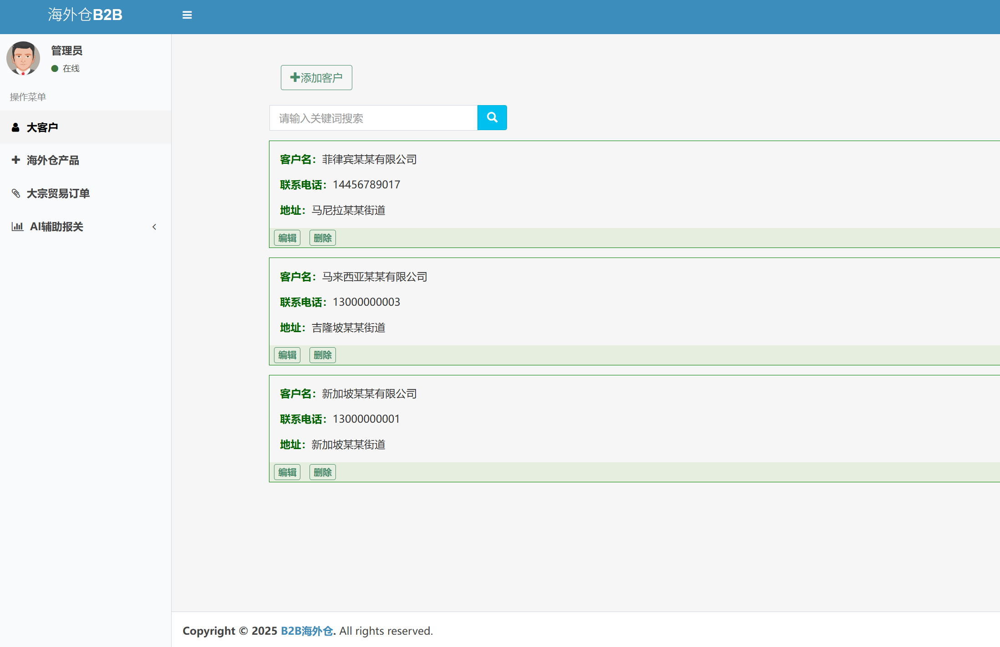 海外仓B2B
管理员
在线
操作菜单
大客户
海外仓产品
大宗贸易订单
AI辅助报关
添加客户
请输入关键词搜索
客户名：菲律宾某某有限公司
联系电话：14456789017
地址：马尼拉某某街道
编辑 删除
客户名：马来西亚某某有限公司
联系电话：13000000003
地址：吉隆坡某某街道
编辑 删除
客户名：新加坡某某有限公司
联系电话：13000000001
地址：新加坡某某街道
编辑 删除
Copyright © 2025 B2B海外仓. All rights reserved.